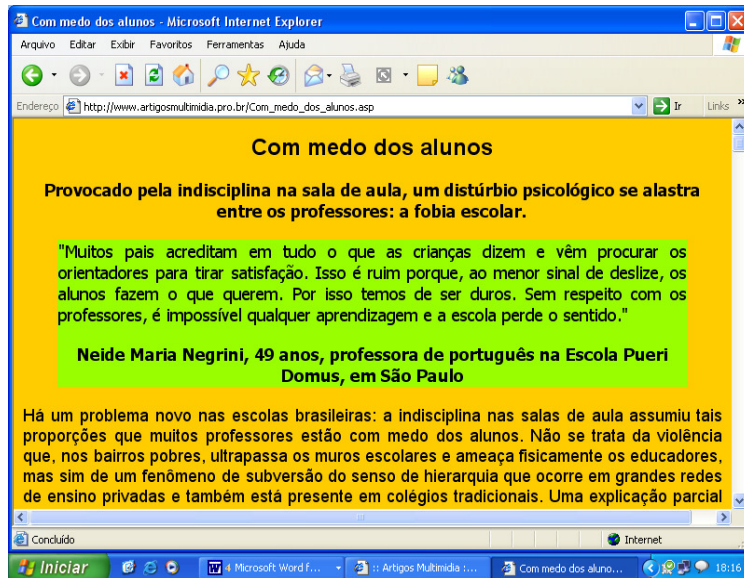 Com medo dos alunos - Microsoft Internet Explorer
Arquivo Editar Exibir Favoritos Ferramentas Ajuda
Endereço http://www.artigosmultimidia.pro.br/Com_medo_dos_alunos.asp Ir Links »
Com medo dos alunos
Provocado pela indisciplina na sala de aula, um distúrbio psicológico se alastra
entre os professores: a fobia escolar.
"Muitos pais acreditam em tudo o que as crianças dizem e vêm procurar os
orientadores para tirar satisfação. Isso é ruim porque, ao menor sinal de deslize, os
alunos fazem o que querem. Por isso temos de ser duros. Sem respeito com os
professores, é impossível qualquer aprendizagem e a escola perde o sentido."
Neide Maria Negrini, 49 anos, professora de português na Escola Pueri
Domus, em São Paulo
Há um problema novo nas escolas brasileiras: a indisciplina nas salas de aula assumiu tais
proporções que muitos professores estão com medo dos alunos. Não se trata da violência
que, nos bairros pobres, ultrapassa os muros escolares e ameaça fisicamente os educadores,
mas sim de um fenômeno de subversão do senso de hierarquia que ocorre em grandes redes
de ensino privadas e também está presente em colégios tradicionais. Uma explicação parcial
Concluído Internet
Iniciar 4 Microsoft Word f... :: Artigos Multimidia :... Com medo dos aluno... 18:16